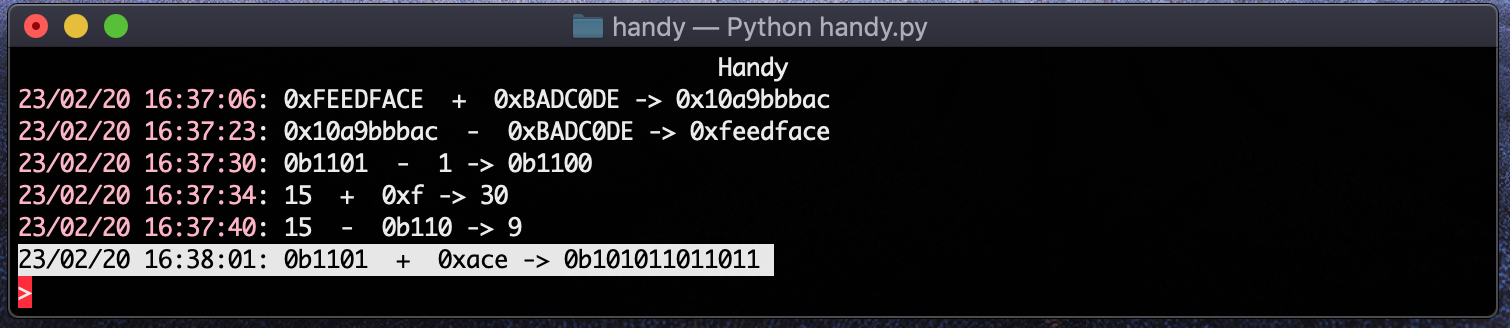 handy — Python handy.py
Handy
23/02/20 16:37:06: 0xFEEDFACE  +  0xBADC0DE -> 0x10a9bbbac
23/02/20 16:37:23: 0x10a9bbbac  -  0xBADC0DE -> 0xfeedface
23/02/20 16:37:30: 0b1101  -  1 -> 0b1100
23/02/20 16:37:34: 15  +  0xf -> 30
23/02/20 16:37:40: 15  -  0b110 -> 9
23/02/20 16:38:01: 0b1101  +  0xace -> 0b101011011011
>